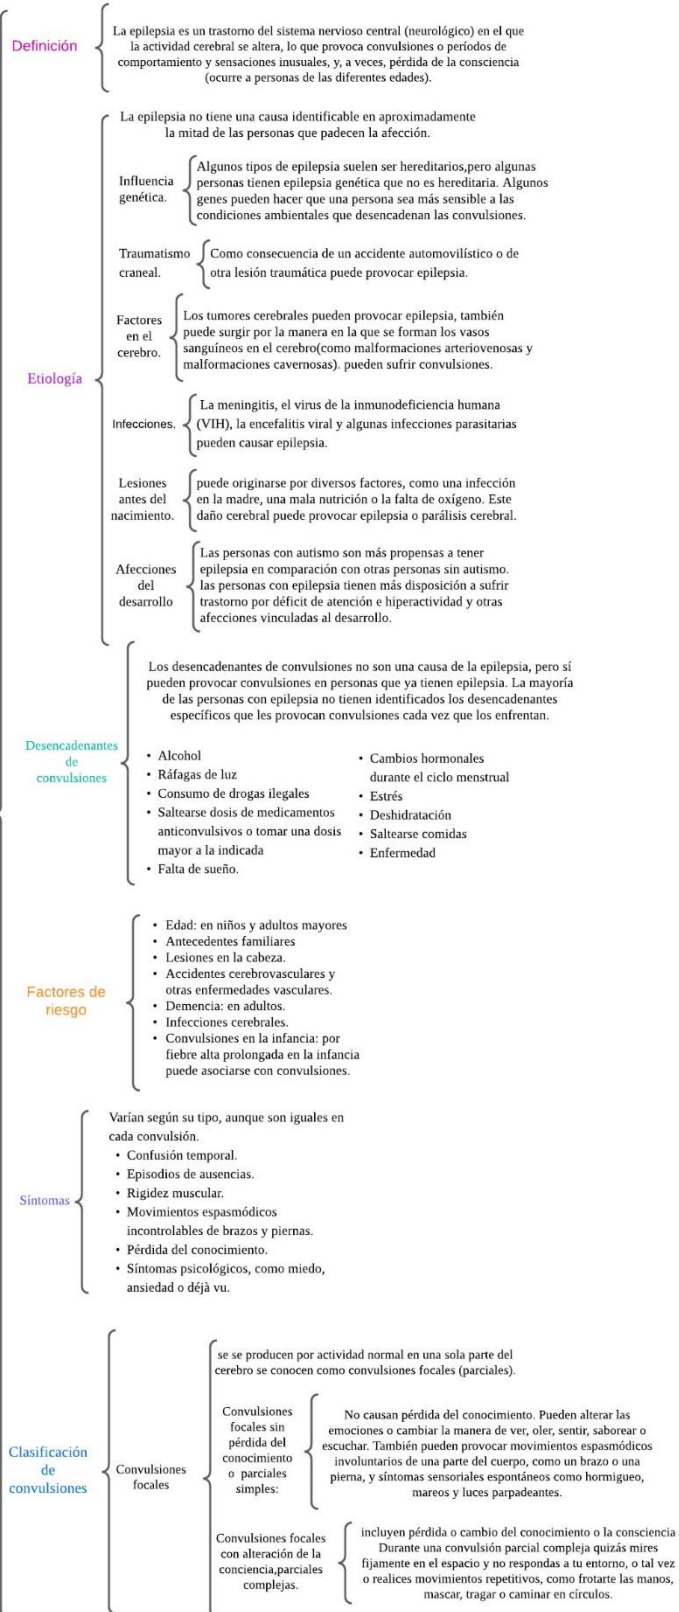 Definición
La epilepsia es un trastorno del sistema nervioso central (neurológico) en el que
la actividad cerebral se altera, lo que provoca convulsiones o períodos de
comportamiento y sensaciones inusuales, y, a veces, pérdida de la consciencia
(ocurre a personas de las diferentes edades).
Etiología
La epilepsia no tiene una causa identificable en aproximadamente
la mitad de las personas que padecen la afección.
Influencia
genética.
Algunos tipos de epilepsia suelen ser hereditarios,pero algunas
personas tienen epilepsia genética que no es hereditaria. Algunos
genes pueden hacer que una persona sea más sensible a las
condiciones ambientales que desencadenan las convulsiones.
Traumatismo
craneal.
Como consecuencia de un accidente automovilístico o de
otra lesión traumática puede provocar epilepsia.
Factores
en el
cerebro.
Los tumores cerebrales pueden provocar epilepsia, también
puede surgir por la manera en la que se forman los vasos
sanguíneos en el cerebro(como malformaciones arteriovenosas y
malformaciones cavernosas). pueden sufrir convulsiones.
Infecciones.
La meningitis, el virus de la inmunodeficiencia humana
(VIH), la encefalitis viral y algunas infecciones parasitarias
pueden causar epilepsia.
Lesiones
antes del
nacimiento.
puede originarse por diversos factores, como una infección
en la madre, una mala nutrición o la falta de oxígeno. Este
daño cerebral puede provocar epilepsia o parálisis cerebral.
Afecciones
del
desarrollo
Las personas con autismo son más propensas a tener
epilepsia en comparación con otras personas sin autismo.
las personas con epilepsia tienen más disposición a sufrir
trastorno por déficit de atención e hiperactividad y otras
afecciones vinculadas al desarrollo.
Desencadenantes
de
convulsiones
Los desencadenantes de convulsiones no son una causa de la epilepsia, pero sí
pueden provocar convulsiones en personas que ya tienen epilepsia. La mayoría
de las personas con epilepsia no tienen identificados los desencadenantes
específicos que les provocan convulsiones cada vez que los enfrentan.
• Alcohol
• Ráfagas de luz
• Consumo de drogas ilegales
• Saltearse dosis de medicamentos
anticonvulsivos o tomar una dosis
mayor a la indicada
• Falta de sueño.
• Cambios hormonales
durante el ciclo menstrual
• Estrés
• Deshidratación
• Saltearse comidas
• Enfermedad
Factores de
riesgo
• Edad: en niños y adultos mayores
• Antecedentes familiares
• Lesiones en la cabeza.
• Accidentes cerebrovasculares y
otras enfermedades vasculares.
• Demencia: en adultos.
• Infecciones cerebrales.
• Convulsiones en la infancia: por
fiebre alta prolongada en la infancia
puede asociarse con convulsiones.
Síntomas
Varían según su tipo, aunque son iguales en
cada convulsión.
• Confusión temporal.
• Episodios de ausencias.
• Rigidez muscular.
• Movimientos espasmódicos
incontrolables de brazos y piernas.
• Pérdida del conocimiento.
• Síntomas psicológicos, como miedo,
ansiedad o déjà vu.
Clasificación
de
convulsiones
Convulsiones
focales
se se producen por actividad normal en una sola parte del
cerebro se conocen como convulsiones focales (parciales).
Convulsiones
focales sin
pérdida del
conocimiento
o parciales
simples:
No causan pérdida del conocimiento. Pueden alterar las
emociones o cambiar la manera de ver, oler, sentir, saborear o
escuchar. También pueden provocar movimientos espasmódicos
involuntarios de una parte del cuerpo, como un brazo o una
pierna, y síntomas sensoriales espontáneos como hormigueo,
mareos y luces parpadeantes.
Convulsiones focales
con alteración de la
conciencia,parciales
complejas.
incluyen pérdida o cambio del conocimiento o la consciencia
Durante una convulsión parcial compleja quizás mires
fijamente en el espacio y no respondas a tu entorno, o tal vez
o realices movimientos repetitivos, como frotarte las manos,
mascar, tragar o caminar en círculos.